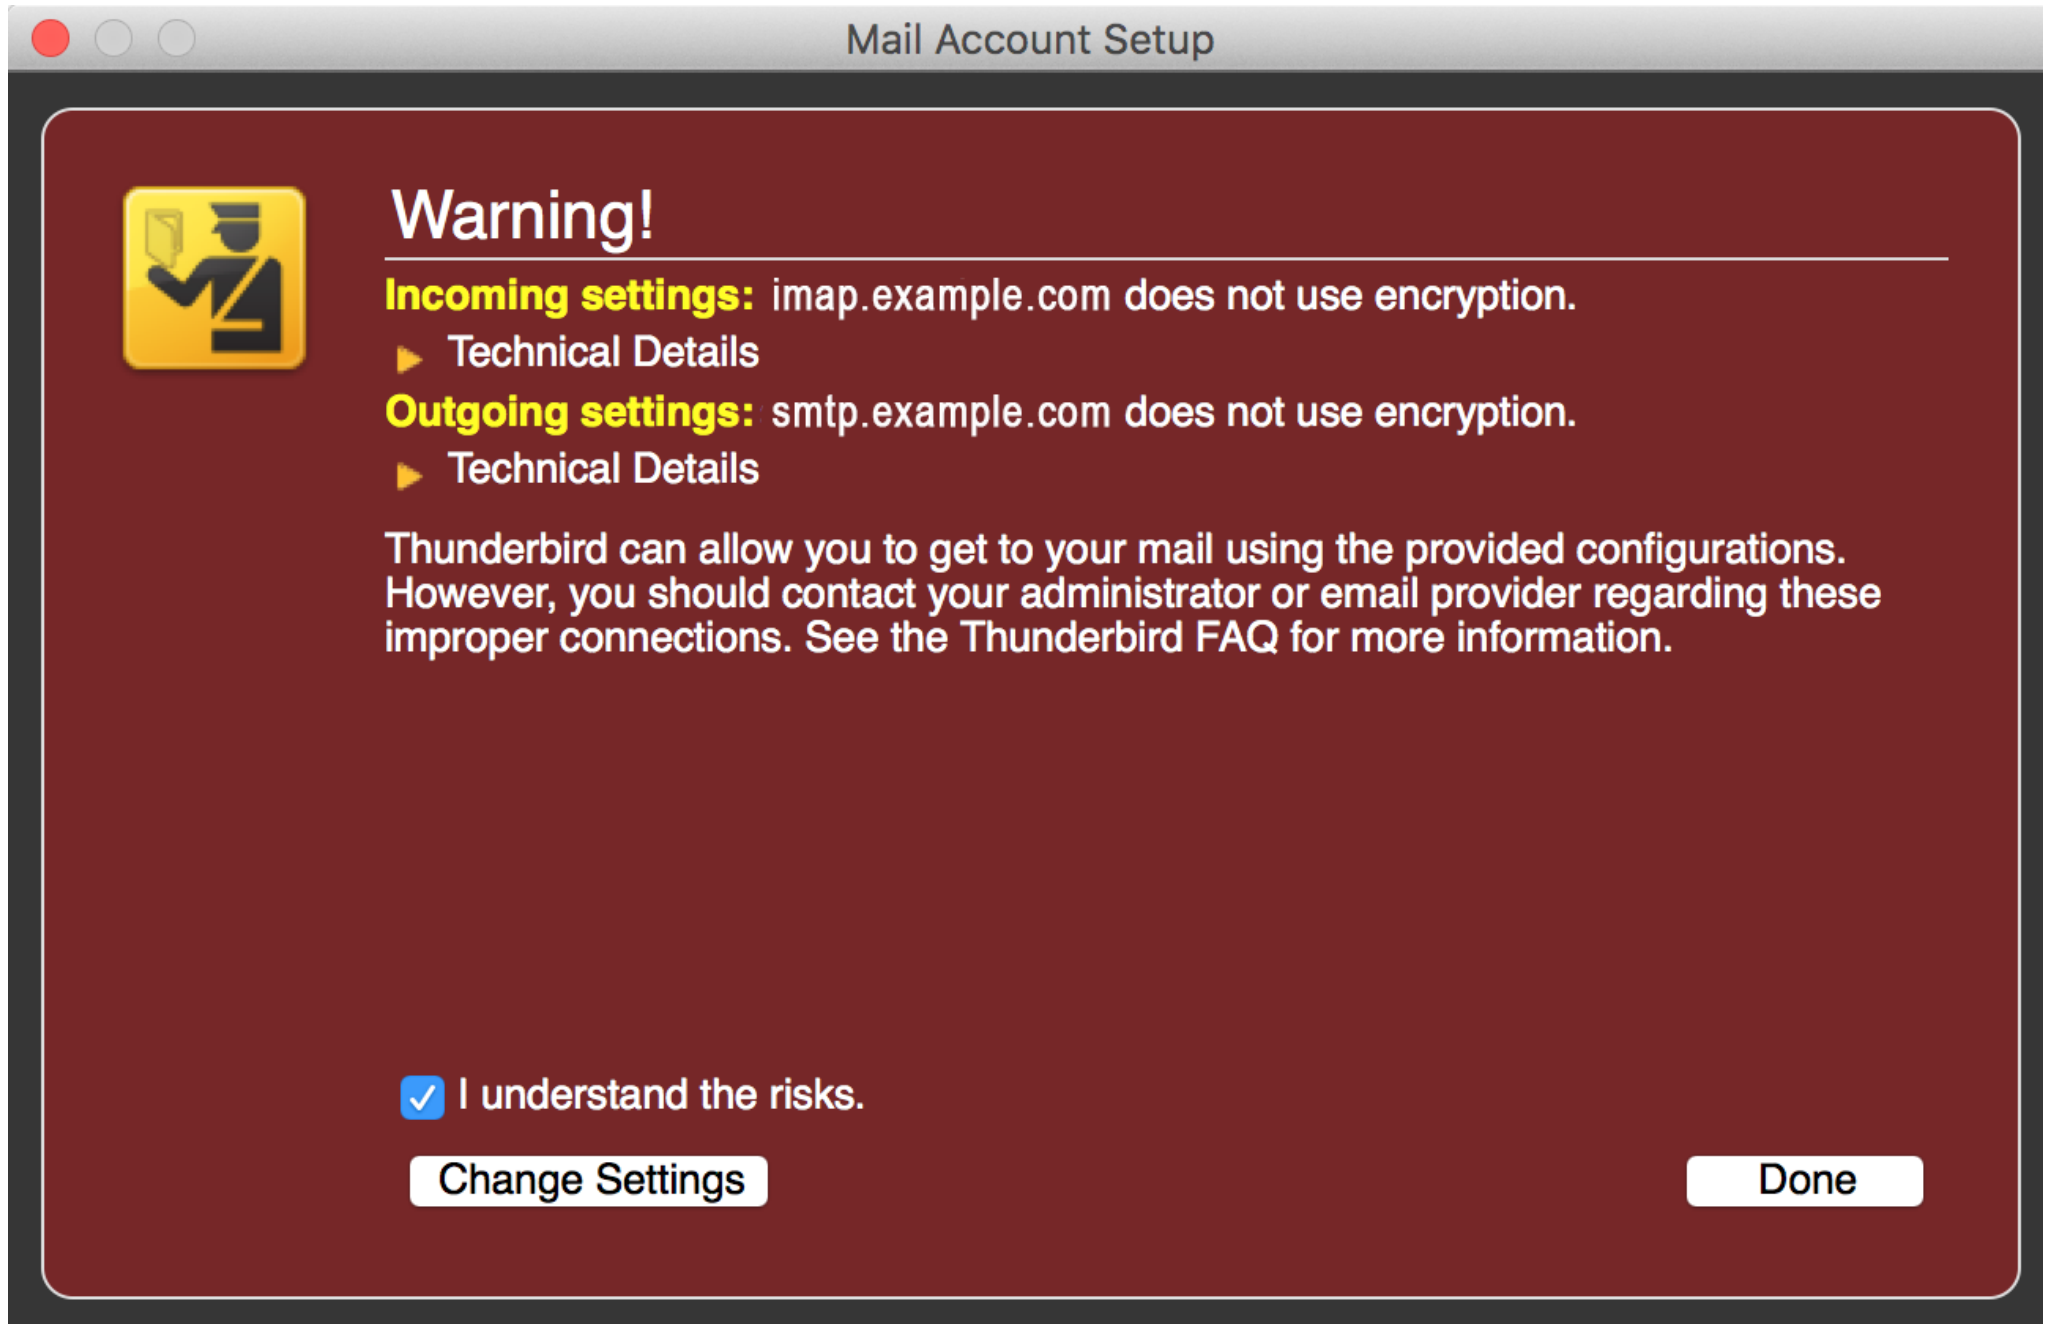 Mail Account Setup
Warning!
Incoming settings: imap.example.com does not use encryption.
Technical Details
Outgoing settings: smtp.example.com does not use encryption.
Technical Details
Thunderbird can allow you to get to your mail using the provided configurations.
However, you should contact your administrator or email provider regarding these
improper connections. See the Thunderbird FAQ for more information.
I understand the risks.
Change Settings
Done